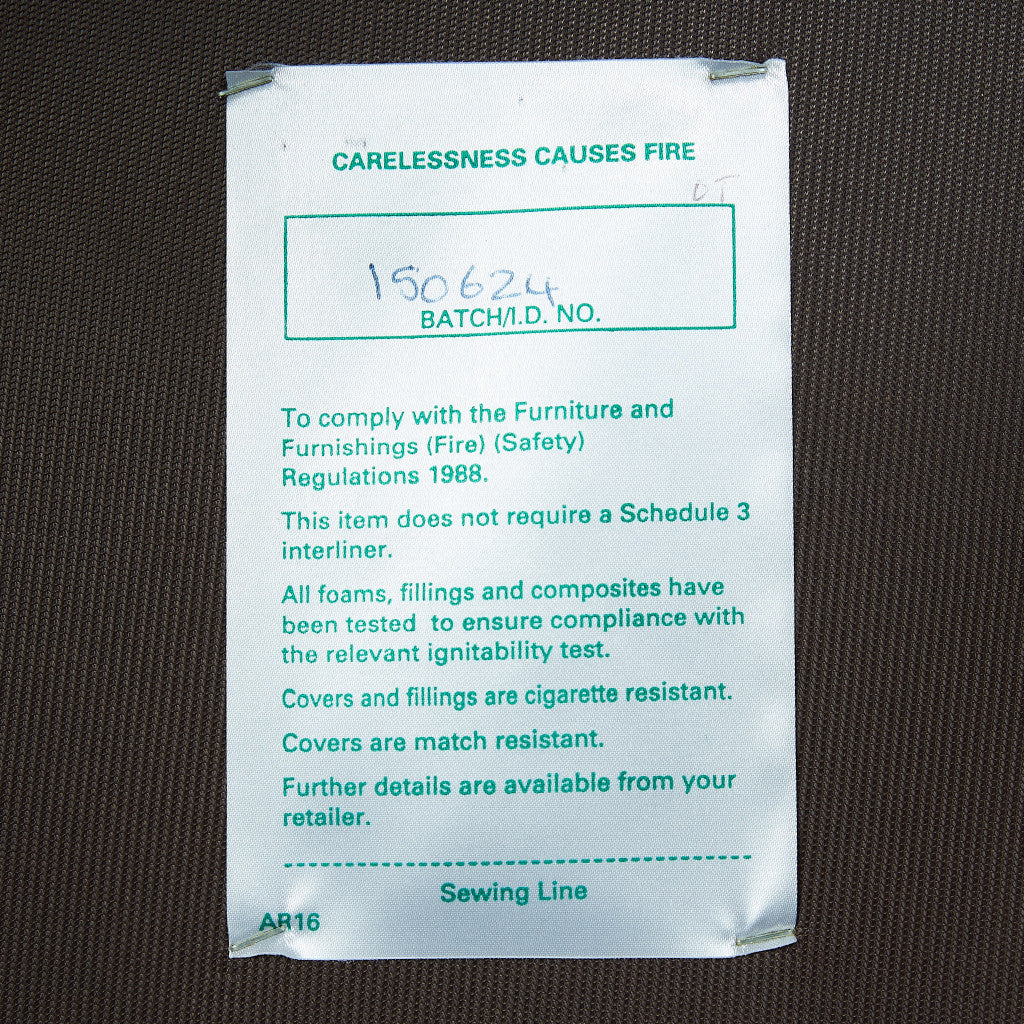 CARELESSNESS CAUSES FIRE
OT
150624
BATCH/I.D. NO.
To comply with the Furniture and
Furnishings (Fire) (Safety)
Regulations 1988.
This item does not require a Schedule 3
interliner.
All foams, fillings and composites have
been tested to ensure compliance with
the relevant ignitability test.
Covers and fillings are cigarette resistant.
Covers are match resistant.
Further details are available from your
retailer.
Sewing Line
AR16